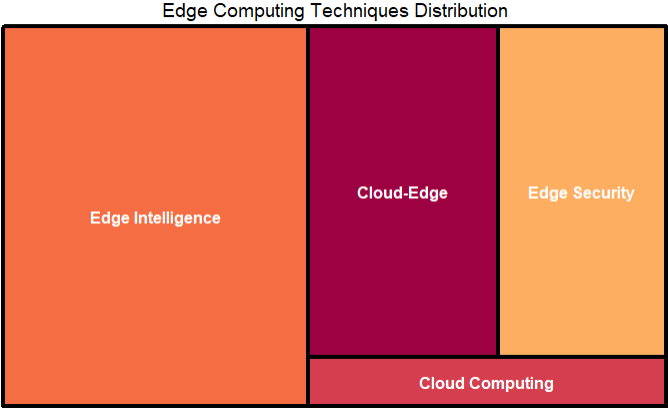 Edge Computing Techniques Distribution
Edge Intelligence
Cloud-Edge
Edge Security
Cloud Computing